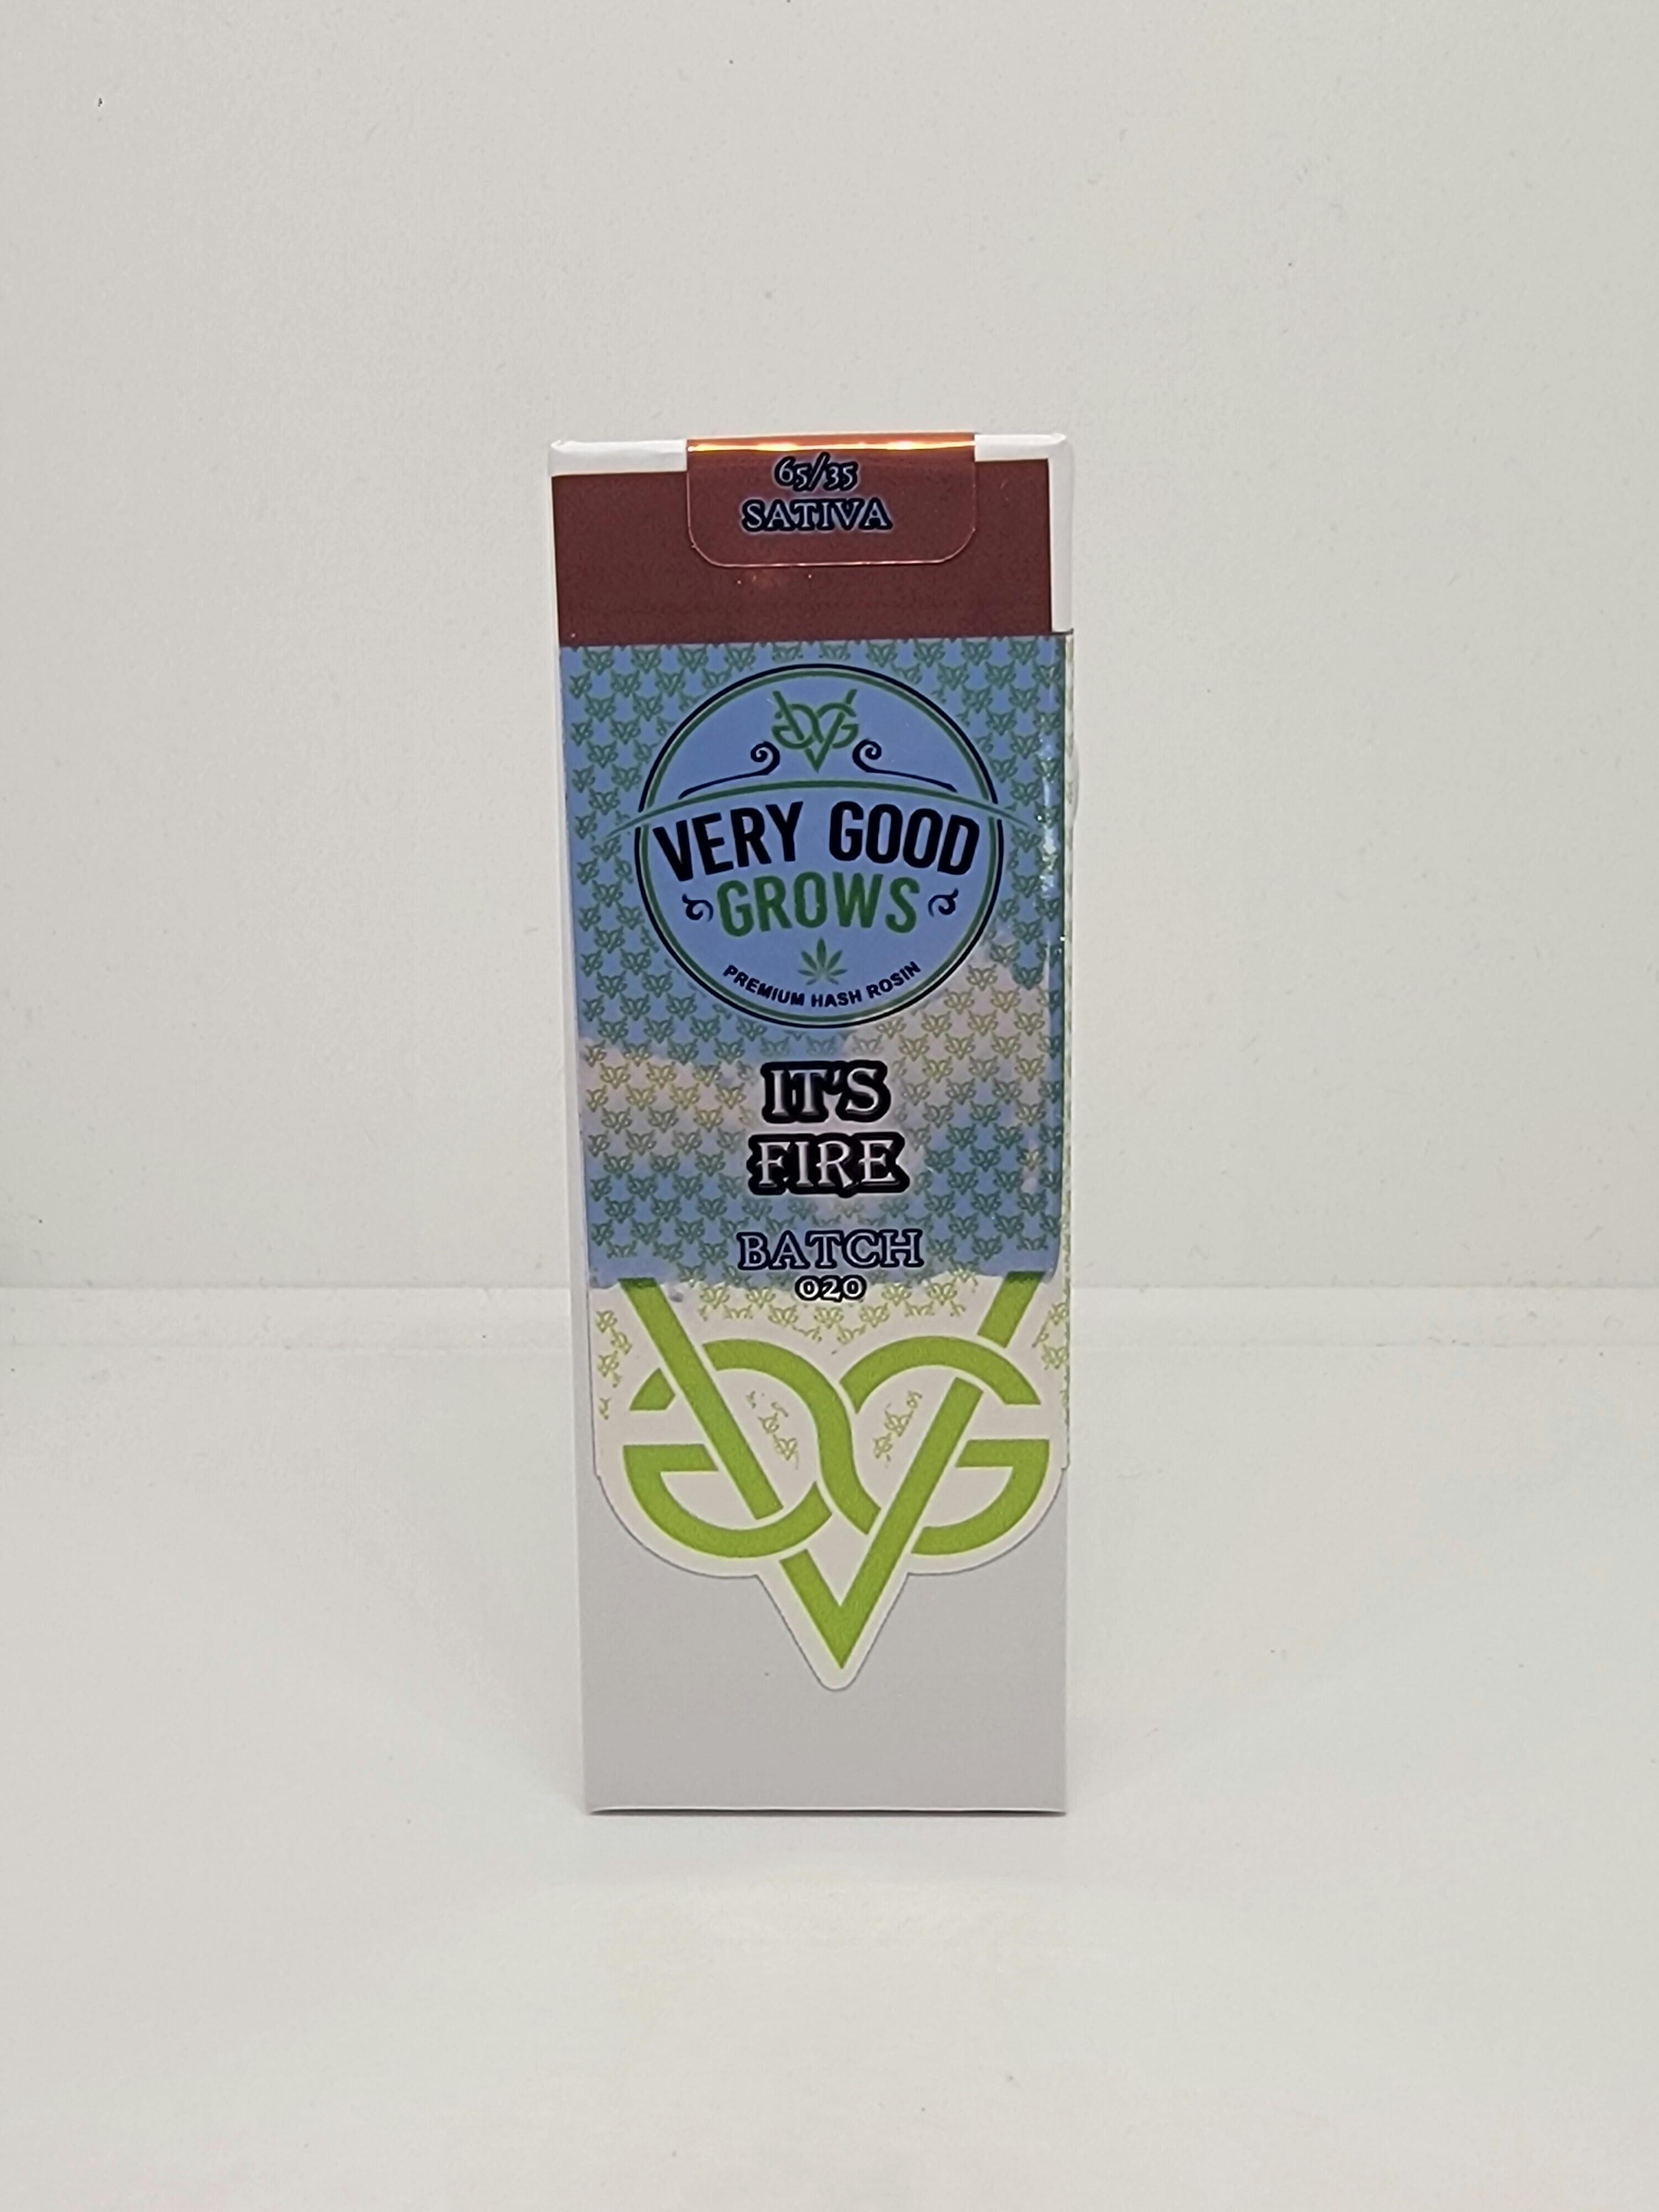 65/35
SATIVA
VERY GOOD
GROWS
PREMIUM HASH ROSIN
IT'S
FIRE
BATCH
020